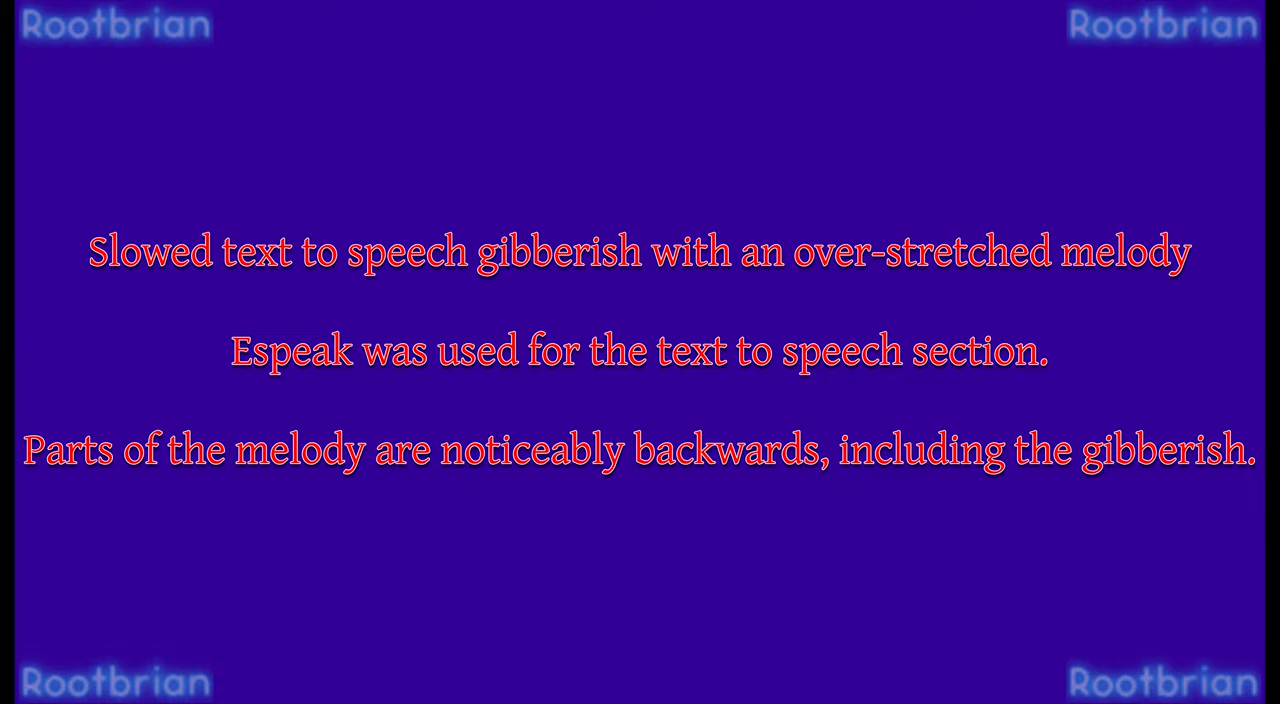 Rootbrian Rootbrian
Slowed text to speech gibberish with an over-stretched melody
Espeak was used for the text to speech section.
Parts of the melody are noticeably backwards, including the gibberish.
Rootbrian Rootbrian